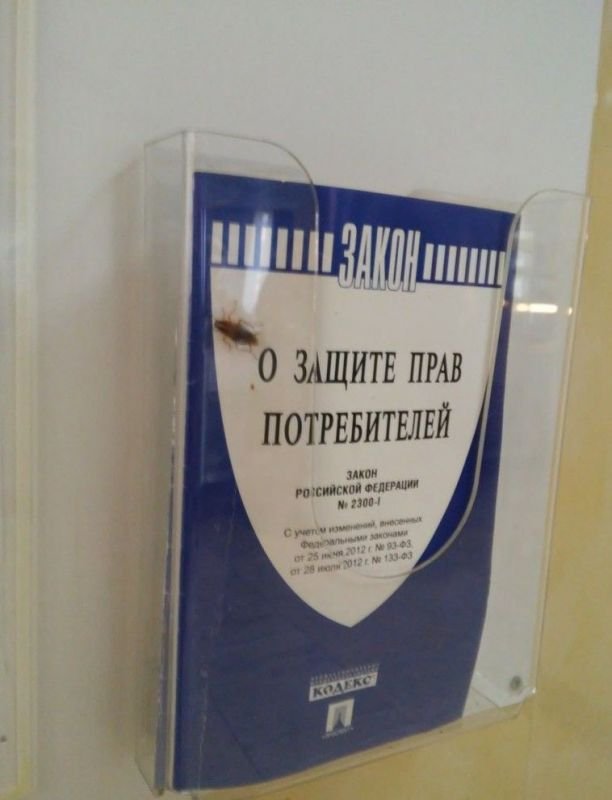 ЗАКОН
О ЗАЩИТЕ ПРАВ
ПОТРЕБИТЕЛЕЙ
ЗАКОН
РОССИЙСКОЙ ФЕДЕРАЦИИ
№ 2300-I
С учетом изменений, внесенных
Федеральными законами
от 25 июня 2012 г. № 93-ФЗ,
от 28 июля 2012 г. № 133-ФЗ
КОДЕКС